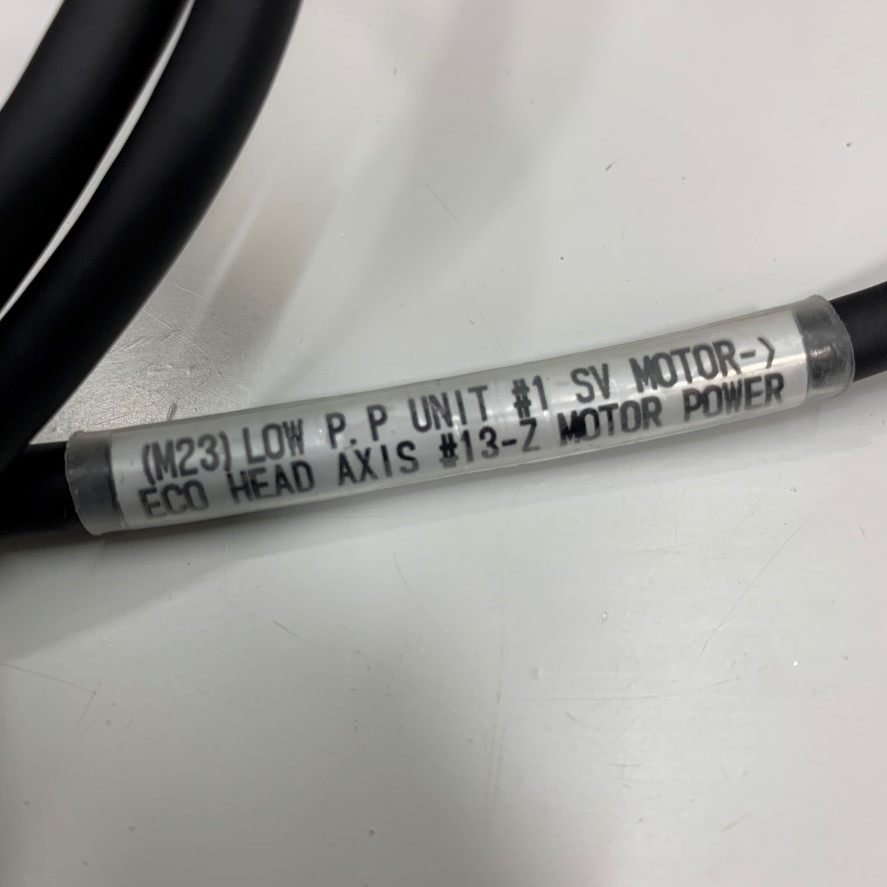 (M23) LOW P.P UNIT #1 SV MOTOR->
ECO HEAD AXIS #13-Z MOTOR POWER